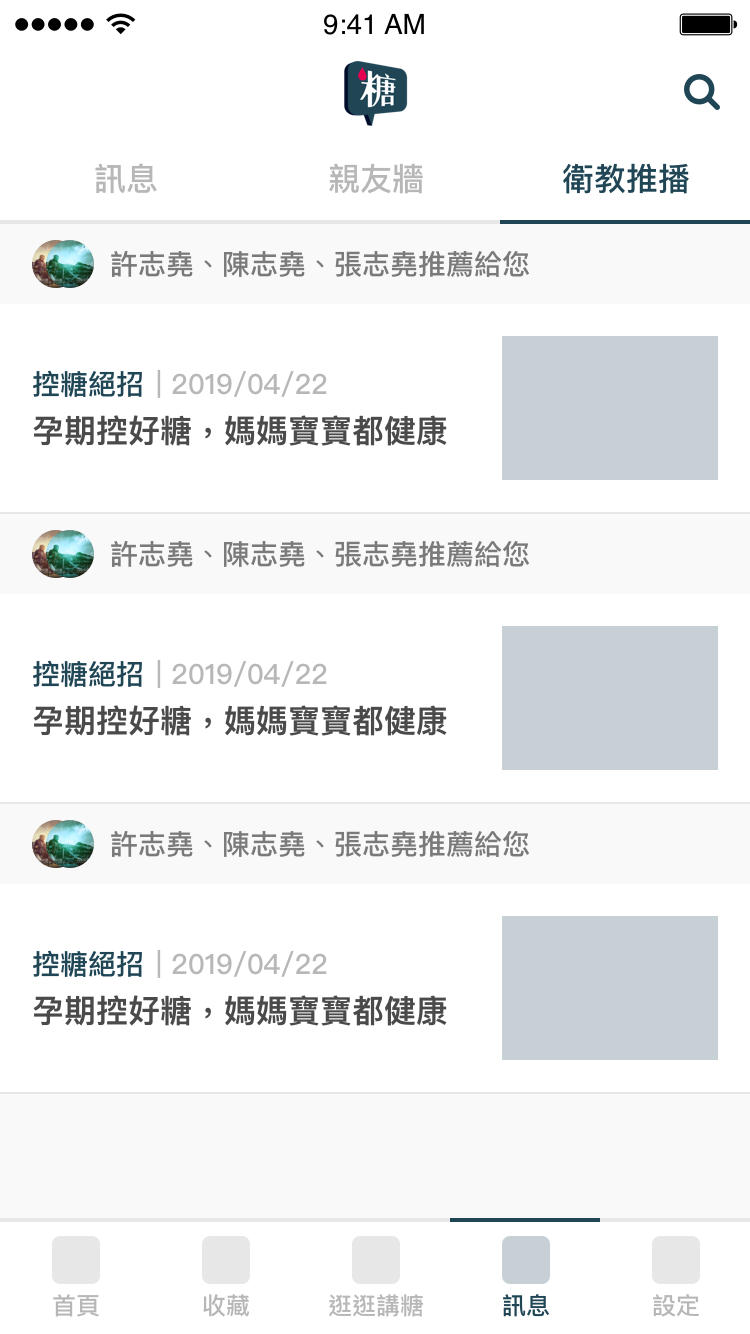 9:41 AM
糖
訊息
親友牆
衛教推播
許志堯、陳志堯、張志堯推薦給您
控糖絕招｜2019/04/22
孕期控好糖，媽媽寶寶都健康
許志堯、陳志堯、張志堯推薦給您
控糖絕招｜2019/04/22
孕期控好糖，媽媽寶寶都健康
許志堯、陳志堯、張志堯推薦給您
控糖絕招｜2019/04/22
孕期控好糖，媽媽寶寶都健康
首頁
收藏
逛逛講糖
訊息
設定